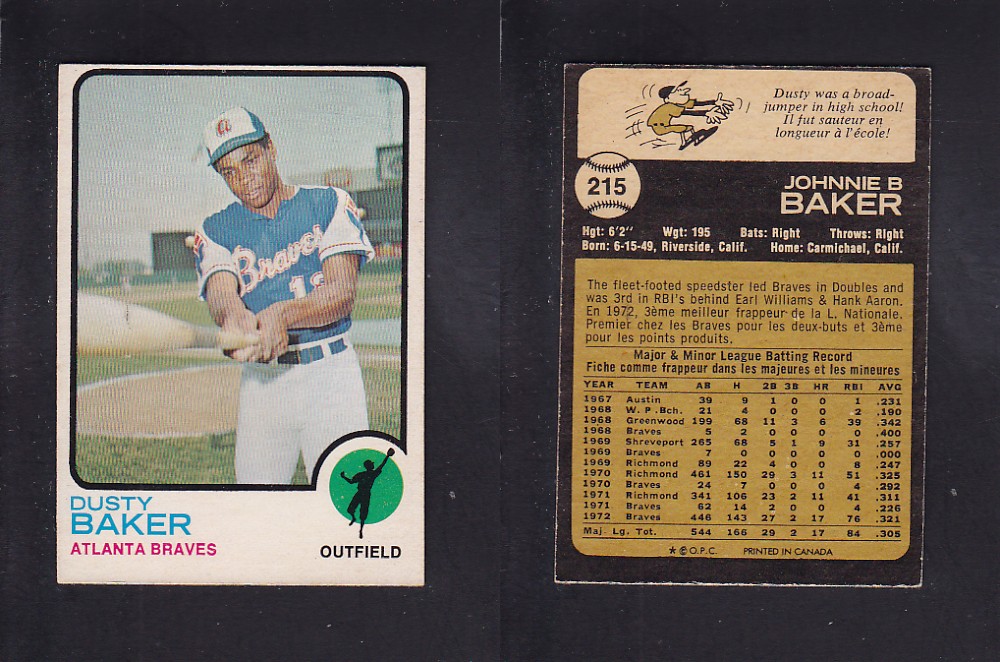 Braves
DUSTY
BAKER
ATLANTA BRAVES
OUTFIELD
Dusty was a broad-
jumper in high school!
Il fut sauteur en
longueur à l'école!
215
JOHNNIE B
BAKER
Hgt: 6'2" Wgt: 195 Bats: Right Throws: Right
Born: 6-15-49, Riverside, Calif. Home: Carmichael, Calif.
The fleet-footed speedster led Braves in Doubles and
was 3rd in RBI's behind Earl Williams & Hank Aaron.
En 1972, 3ème meilleur frappeur de la L. Nationale.
Premier chez les Braves pour les deux-buts et 3ème
pour les points produits.
Major & Minor League Batting Record
Fiche comme frappeur dans les majeures et les mineures
YEAR TEAM AB H 2B 3B HR RBI AVG
1967 Austin 39 9 1 0 0 1 .231
1968 W. P. Bch. 21 4 0 0 0 2 .190
1968 Greenwood 199 68 11 3 6 39 .342
1968 Braves 5 2 0 0 0 0 .400
1969 Shreveport 265 68 5 1 9 31 .257
1969 Braves 7 0 0 0 0 0 .000
1969 Richmond 89 22 4 0 0 8 .247
1970 Richmond 461 150 29 3 11 51 .325
1970 Braves 24 7 0 0 0 4 .292
1971 Richmond 341 106 23 2 11 41 .311
1971 Braves 62 14 2 0 0 4 .226
1972 Braves 446 143 27 2 17 76 .321
Maj. Lg. Tot. 544 166 29 2 17 84 .305
★ © O.P.C. PRINTED IN CANADA